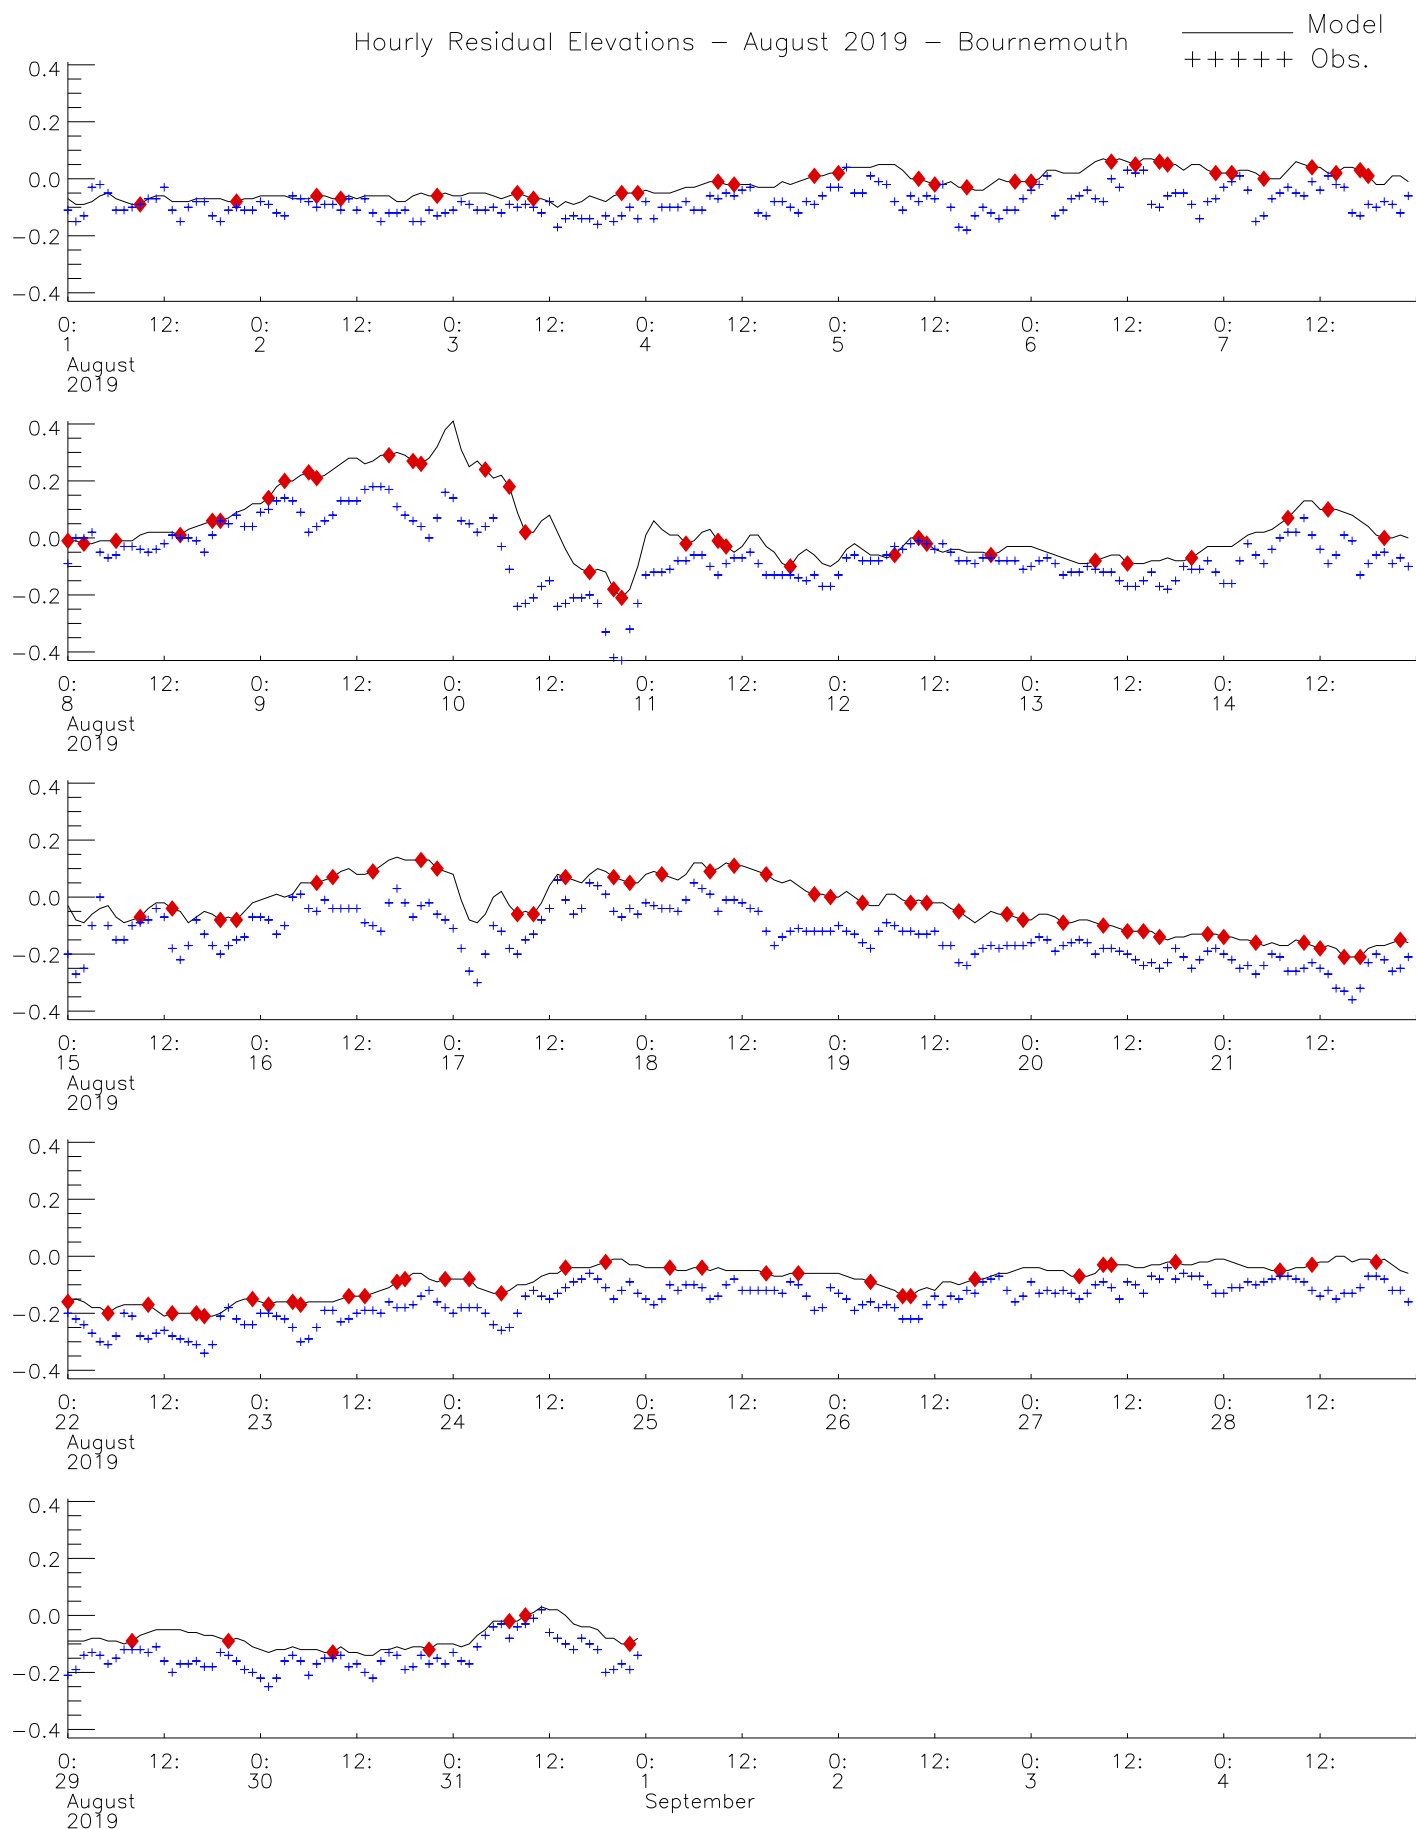 Hourly Residual Elevations − August 2019 − Bournemouth
Model
+++++ Obs.
0.4
0.2
0.0
−0.2
−0.4
0: 12: 0: 12: 0: 12: 0: 12: 0: 12: 0: 12: 0: 12:
1 2 3 4 5 6 7
August
2019
0.4
0.2
0.0
−0.2
−0.4
0: 12: 0: 12: 0: 12: 0: 12: 0: 12: 0: 12: 0: 12:
8 9 10 11 12 13 14
August
2019
0.4
0.2
0.0
−0.2
−0.4
0: 12: 0: 12: 0: 12: 0: 12: 0: 12: 0: 12: 0: 12:
15 16 17 18 19 20 21
August
2019
0.4
0.2
0.0
−0.2
−0.4
0: 12: 0: 12: 0: 12: 0: 12: 0: 12: 0: 12: 0: 12:
22 23 24 25 26 27 28
August
2019
0.4
0.2
0.0
−0.2
−0.4
0: 12: 0: 12: 0: 12: 0: 12: 0: 12: 0: 12: 0: 12:
29 30 31 1 2 3 4
August September
2019